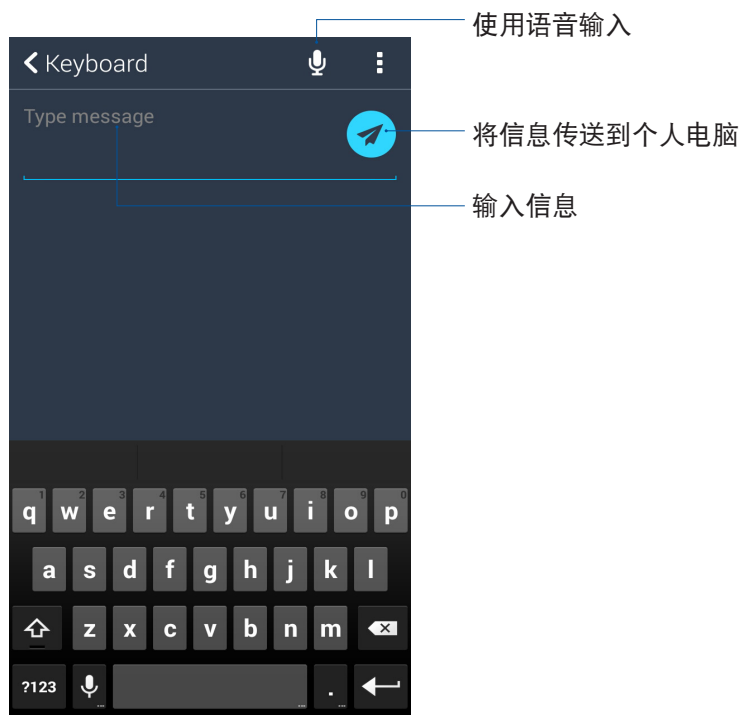 使用语音输入
Keyboard
Type message
将信息传送到个人电脑
输入信息
1 2 3 4 5 6 7 8 9 0
q w e r t y u i o p
a s d f g h j k l
z x c v b n m
?123 ... ... . ...